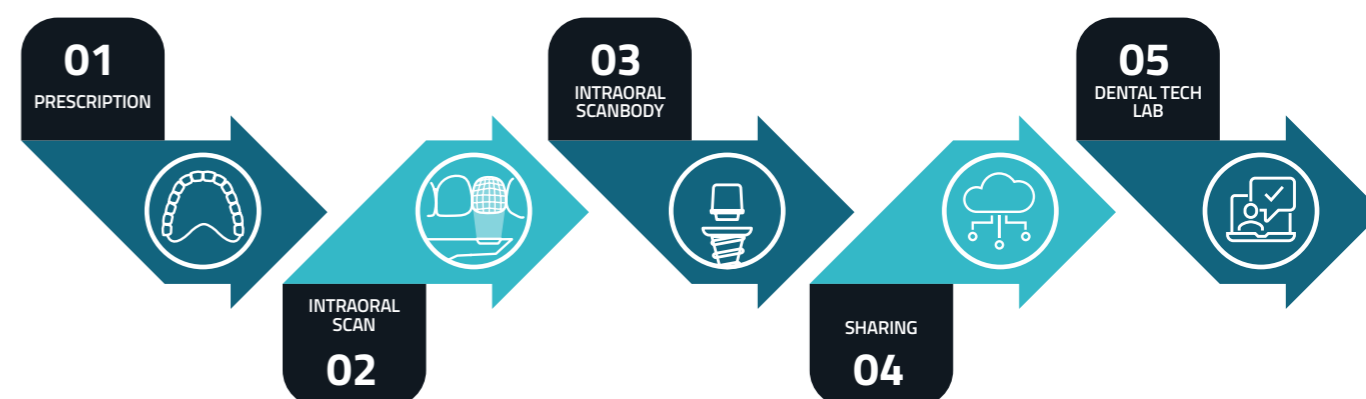 01
PRESCRIPTION
INTRAORAL
SCAN
02
03
INTRAORAL
SCANBODY
SHARING
04
05
DENTAL TECH
LAB